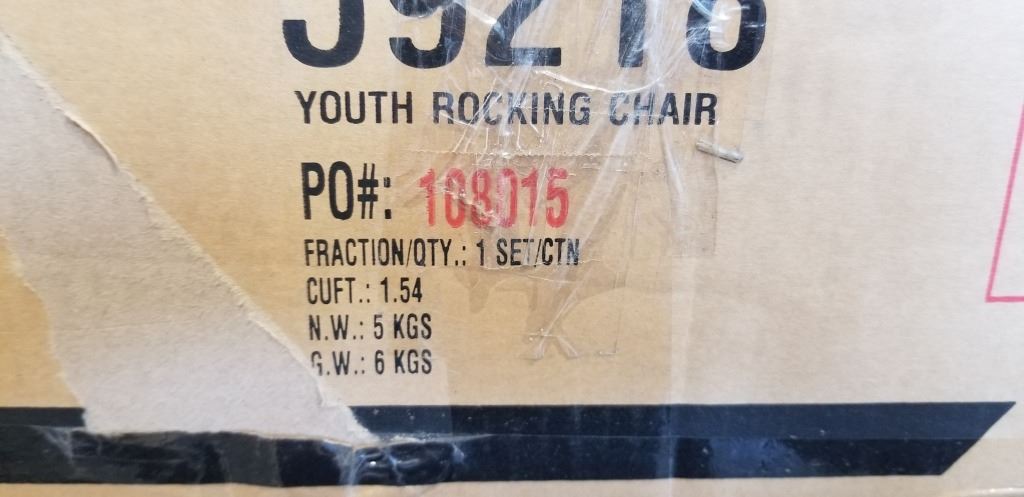 YOUTH ROCKING CHAIR
PO#: 108015
FRACTION/QTY.: 1 SET/CTN
CUFT.: 1.54
N.W.: 5 KGS
G.W.: 6 KGS